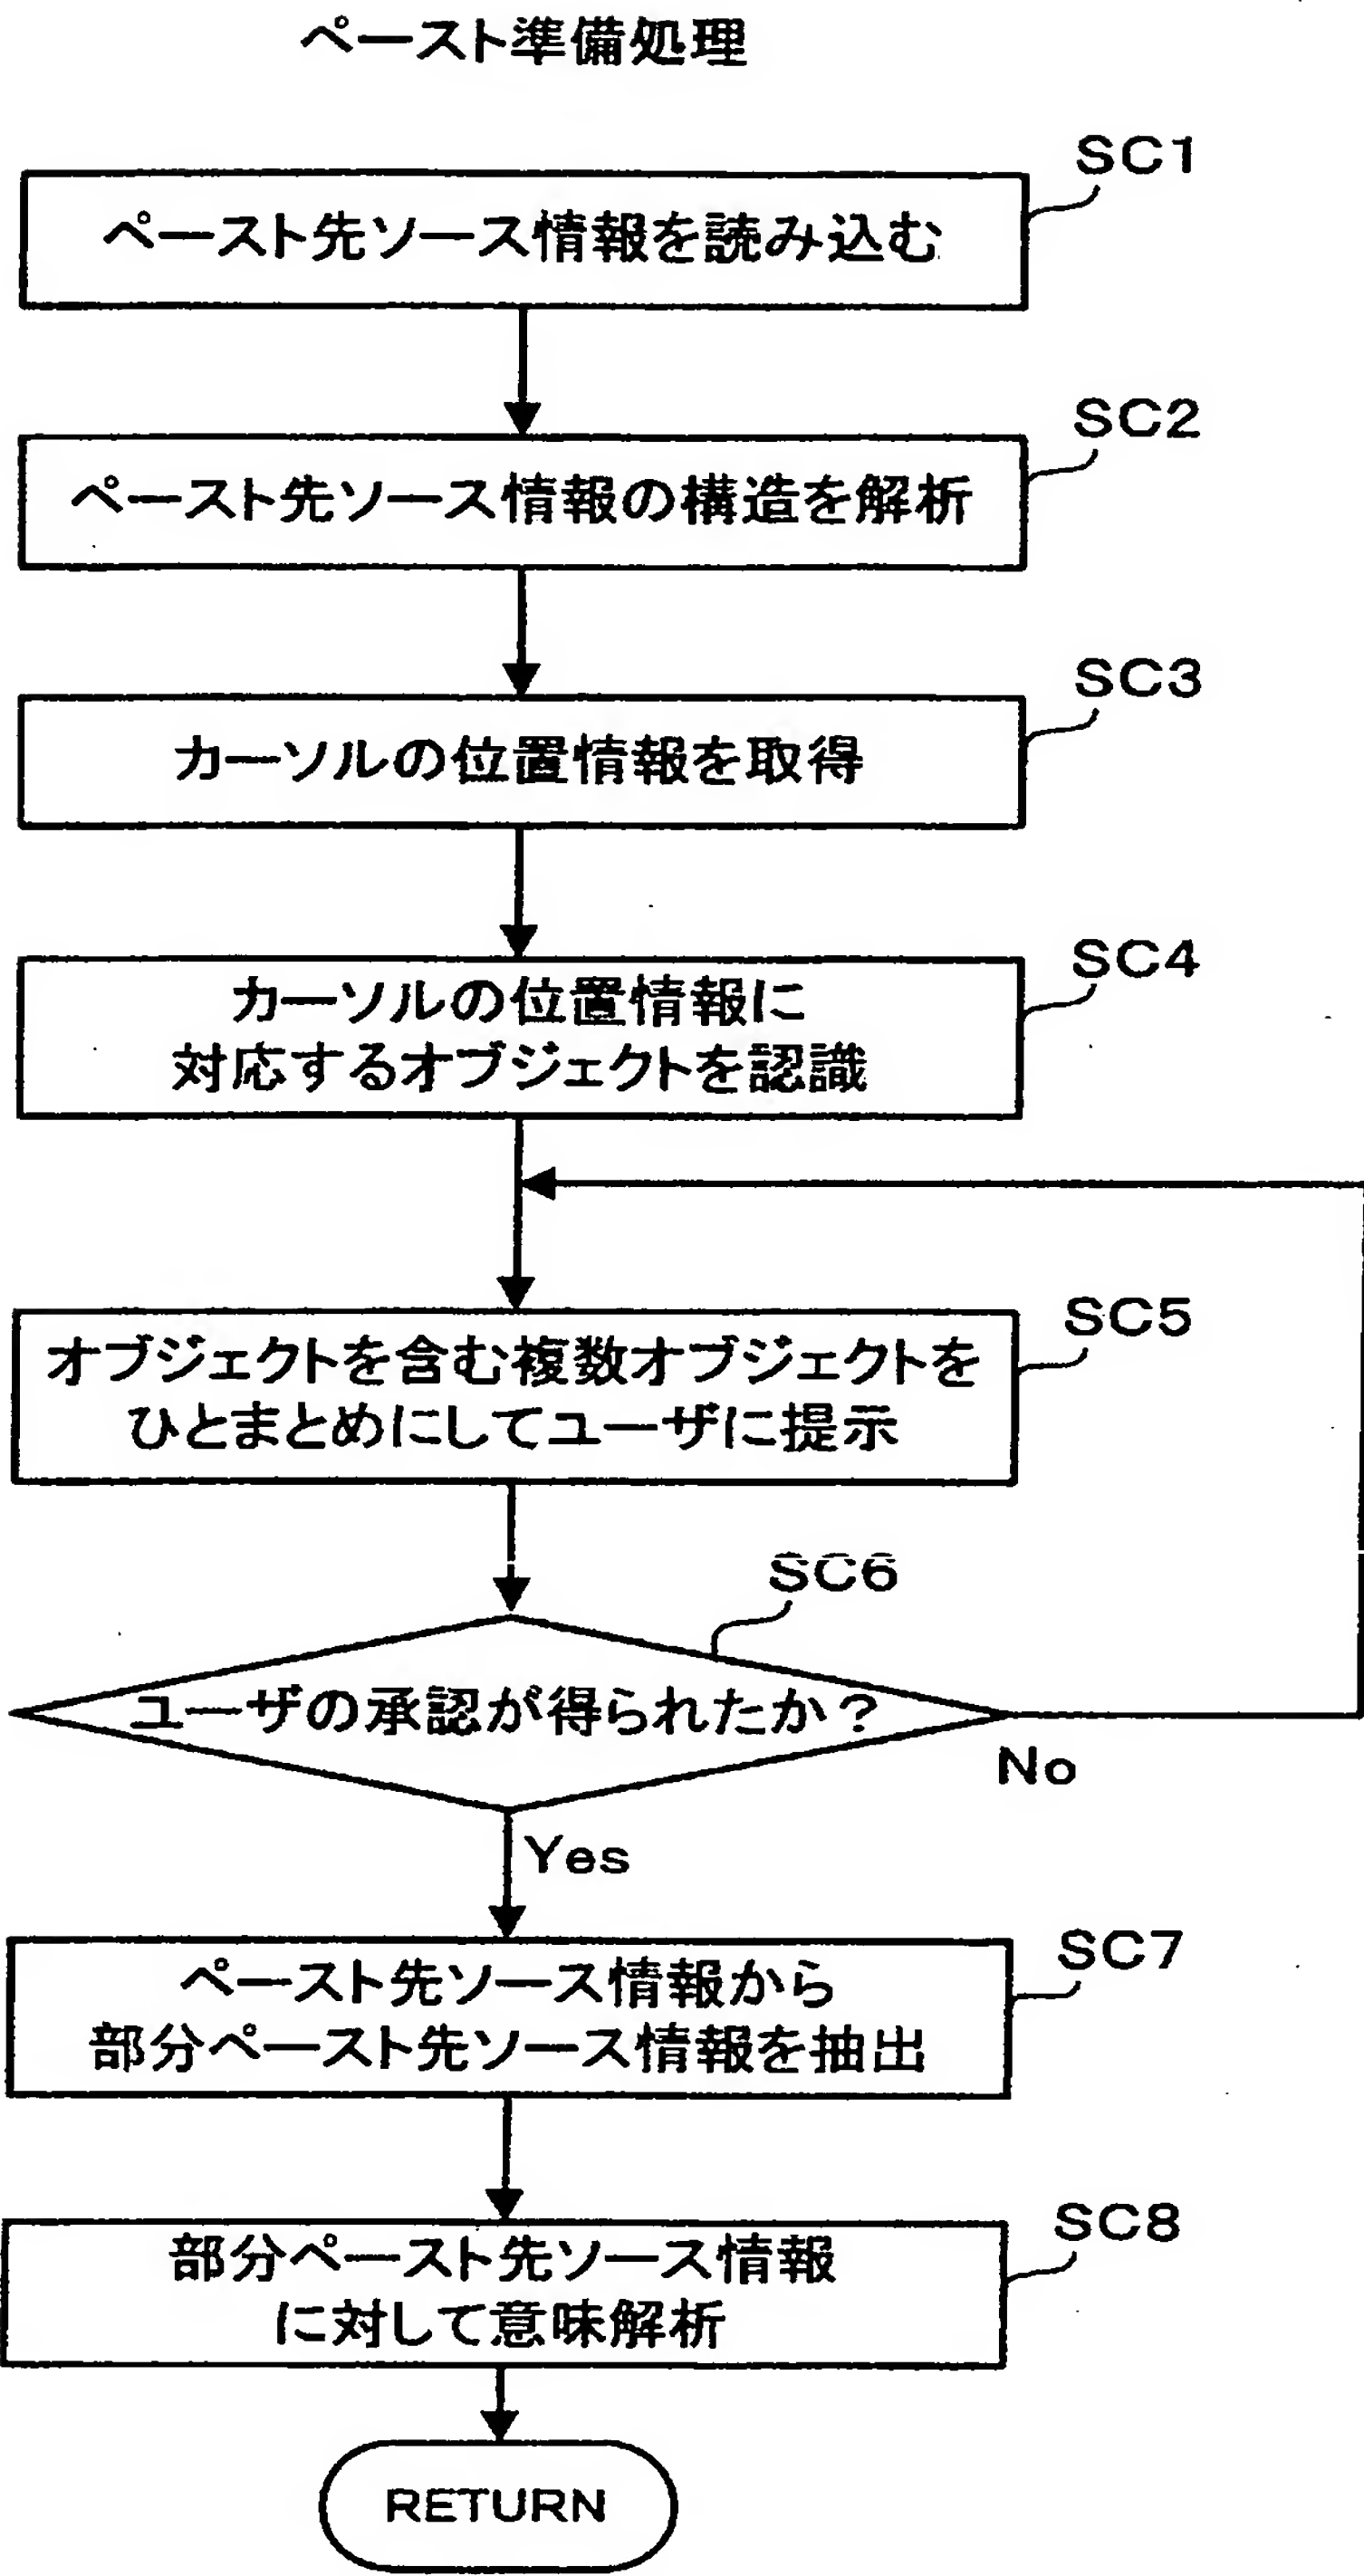 ペースト準備処理
SC1
ペースト先ソース情報を読み込む
SC2
ペースト先ソース情報の構造を解析
SC3
カーソルの位置情報を取得
SC4
カーソルの位置情報に
対応するオブジェクトを認識
SC5
オブジェクトを含む複数オブジェクトを
ひとまとめにしてユーザに提示
SC6
ユーザの承認が得られたか？
No
Yes
SC7
ペースト先ソース情報から
部分ペースト先ソース情報を抽出
SC8
部分ペースト先ソース情報
に対して意味解析
RETURN